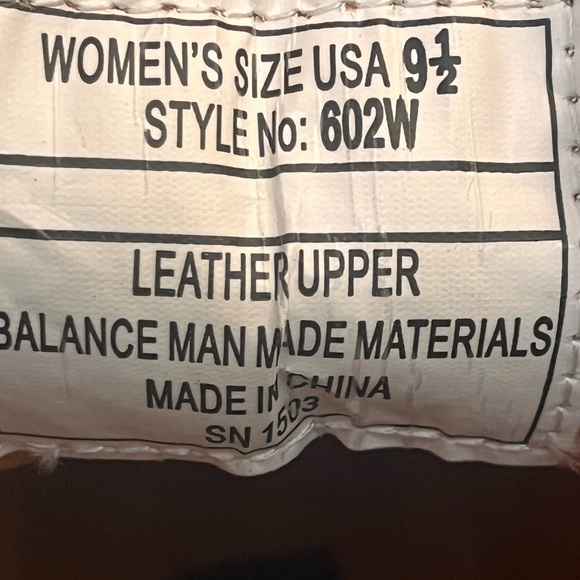 WOMEN'S SIZE USA 9½
STYLE No: 602W
LEATHER UPPER
BALANCE MAN MADE MATERIALS
MADE IN CHINA
SN 1503